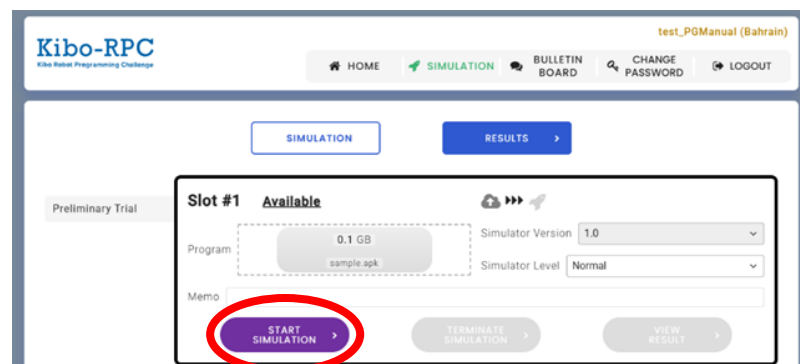 test_PGManual (Bahrain)
Kibo-RPC
Kibo Robot Programming Challenge
HOME
SIMULATION
BULLETIN
BOARD
CHANGE
PASSWORD
LOGOUT
SIMULATION
RESULTS >
Preliminary Trial
Slot #1 Available
Program
0.1 GB
sample.apk
Simulator Version 1.0
Simulator Level Normal
Memo
START
SIMULATION >
TERMINATE
SIMULATION >
VIEW
RESULT >